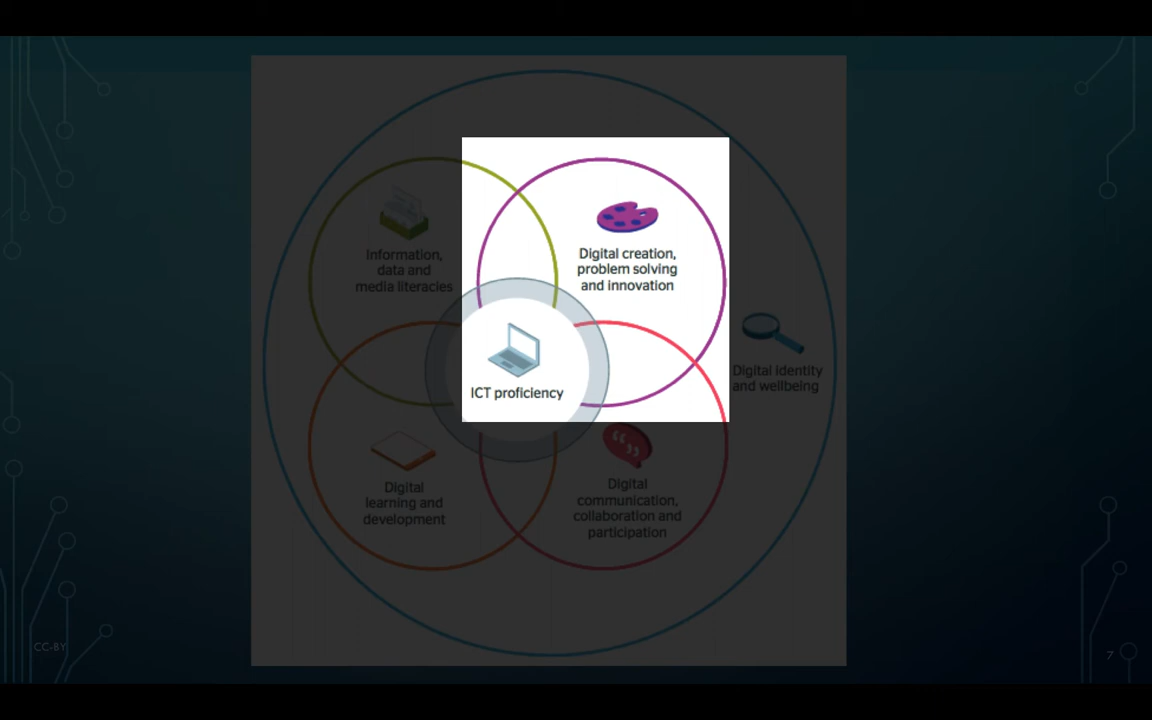 Information,
data and
media literacies
Digital creation,
problem solving
and innovation
ICT proficiency
Digital identity
and wellbeing
Digital
learning and
development
Digital
communication,
collaboration and
participation
CC-BY
7